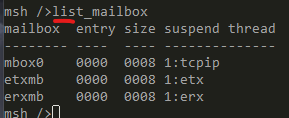 msh />list_mailbox
mailbox  entry size suspend thread
-------- ----  ---- --------------
mbox0    0000  0008 1:tcpip
etxmb    0000  0008 1:etx
erxmb    0000  0008 1:erx
msh />